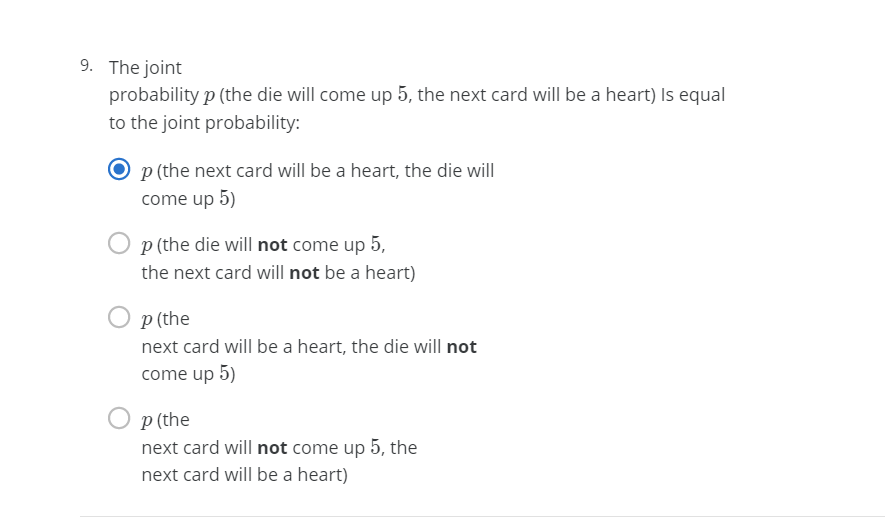 9. The joint
probability p (the die will come up 5, the next card will be a heart) Is equal
to the joint probability:
p (the next card will be a heart, the die will
come up 5)
p (the die will not come up 5,
the next card will not be a heart)
p (the
next card will be a heart, the die will not
come up 5)
p (the
next card will not come up 5, the
next card will be a heart)